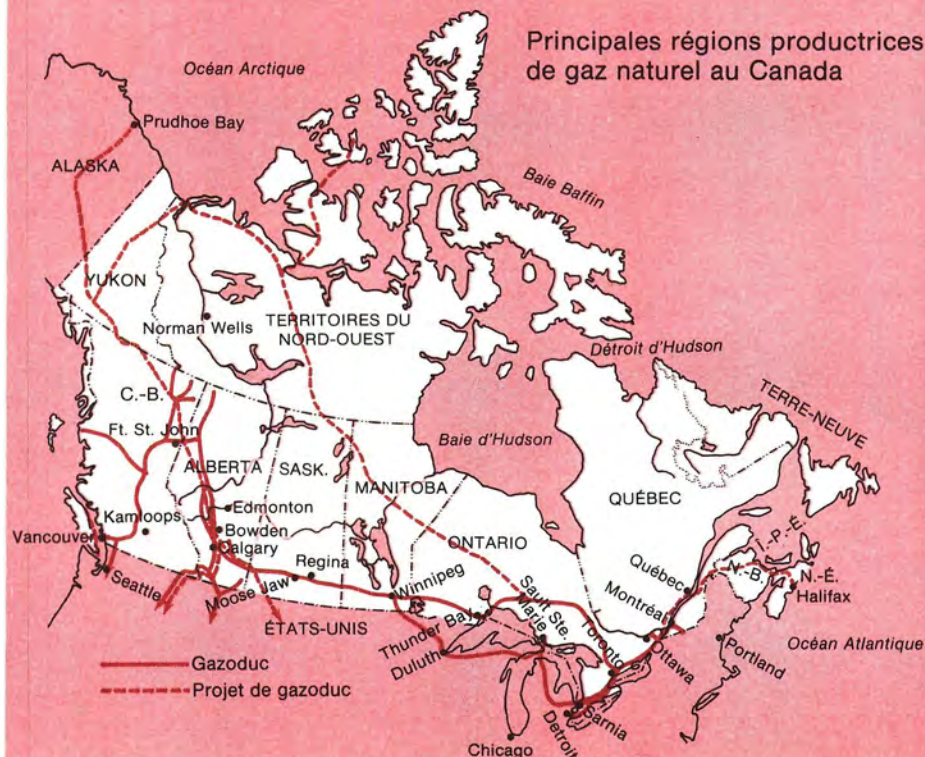 Principales régions productrices
de gaz naturel au Canada
Océan Arctique
Prudhoe Bay
ALASKA
Baie Baffin
YUKON
Norman Wells
TERRITOIRES DU
NORD-OUEST
Détroit d'Hudson
TERRE-NEUVE
C.-B.
Ft. St. John
Baie d'Hudson
ALBERTA
SASK.
MANITOBA
QUÉBEC
Edmonton
Kamloops
Bowden
Vancouver
Calgary
ONTARIO
Î.-P.-É.
Regina
Québec
N.-B.
N.-É.
Seattle
Moose Jaw
Winnipeg
Sault Ste.
Marie
Montréal
Halifax
ÉTATS-UNIS
Thunder Bay
Toronto
Ottawa
Océan Atlantique
Duluth
Portland
Gazoduc
Projet de gazoduc
Sarnia
Detroit
Chicago